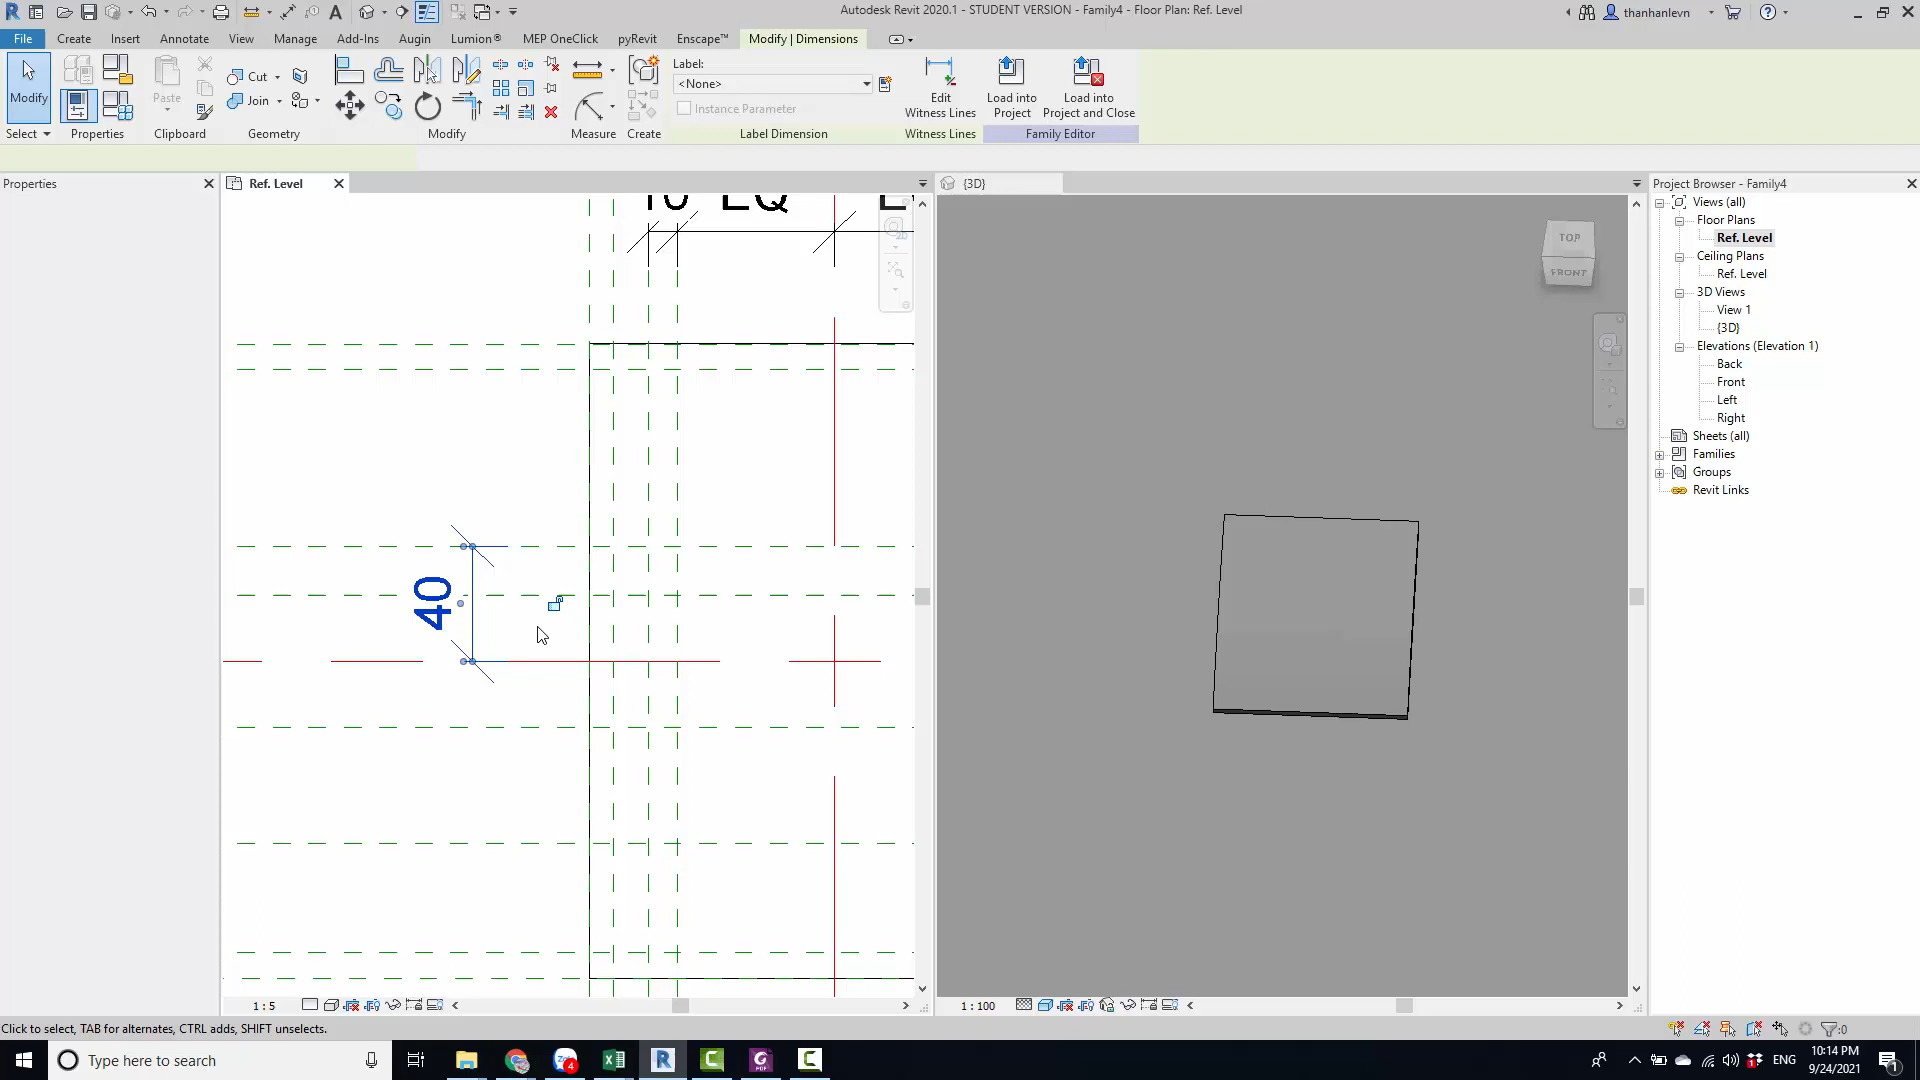 Autodesk Revit 2020.1 - STUDENT VERSION - Family4 - Floor Plan: Ref. Level
thanhlevn
File Create Insert Annotate View Manage Add-Ins Augin Lumion® MEP OneClick pyRevit Enscape™ Modify | Dimensions
Modify
Paste
Cut
Join
Label:
<None>
Instance Parameter
Edit
Witness Lines
Load into
Project
Load into
Project and Close
Select Properties Clipboard Geometry Modify Measure Create Label Dimension Witness Lines Family Editor
Properties
Ref. Level
{3D}
Project Browser - Family4
Views (all)
Floor Plans
Ref. Level
Ceiling Plans
Ref. Level
3D Views
View 1
{3D}
Elevations (Elevation 1)
Back
Front
Left
Right
Sheets (all)
Families
Groups
Revit Links
10 EQ
TOP
FRONT
40
1 : 5
1 : 100
Click to select, TAB for alternates, CTRL adds, SHIFT unselects.
:0
Type here to search
4
ENG
10:14 PM
9/24/2021
1